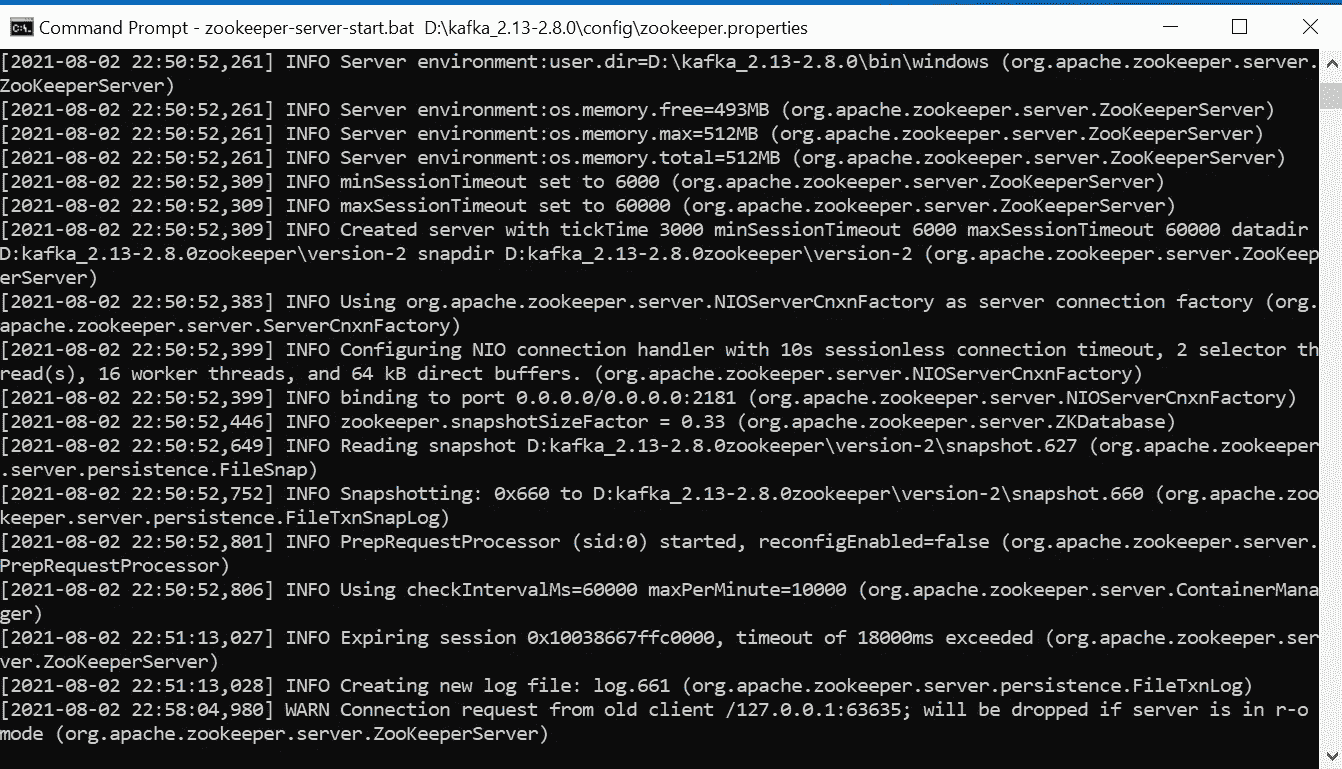 Command Prompt - zookeeper-server-start.bat  D:\kafka_2.13-2.8.0\config\zookeeper.properties
[2021-08-02 22:50:52,261] INFO Server environment:user.dir=D:\kafka_2.13-2.8.0\bin\windows (org.apache.zookeeper.server.
ZooKeeperServer)
[2021-08-02 22:50:52,261] INFO Server environment:os.memory.free=493MB (org.apache.zookeeper.server.ZooKeeperServer)
[2021-08-02 22:50:52,261] INFO Server environment:os.memory.max=512MB (org.apache.zookeeper.server.ZooKeeperServer)
[2021-08-02 22:50:52,261] INFO Server environment:os.memory.total=512MB (org.apache.zookeeper.server.ZooKeeperServer)
[2021-08-02 22:50:52,309] INFO minSessionTimeout set to 6000 (org.apache.zookeeper.server.ZooKeeperServer)
[2021-08-02 22:50:52,309] INFO maxSessionTimeout set to 60000 (org.apache.zookeeper.server.ZooKeeperServer)
[2021-08-02 22:50:52,309] INFO Created server with tickTime 3000 minSessionTimeout 6000 maxSessionTimeout 60000 datadir
D:kafka_2.13-2.8.0zookeeper\version-2 snapdir D:kafka_2.13-2.8.0zookeeper\version-2 (org.apache.zookeeper.server.ZooKeep
erServer)
[2021-08-02 22:50:52,383] INFO Using org.apache.zookeeper.server.NIOServerCnxnFactory as server connection factory (org.
apache.zookeeper.server.ServerCnxnFactory)
[2021-08-02 22:50:52,399] INFO Configuring NIO connection handler with 10s sessionless connection timeout, 2 selector th
read(s), 16 worker threads, and 64 kB direct buffers. (org.apache.zookeeper.server.NIOServerCnxnFactory)
[2021-08-02 22:50:52,399] INFO binding to port 0.0.0.0/0.0.0.0:2181 (org.apache.zookeeper.server.NIOServerCnxnFactory)
[2021-08-02 22:50:52,446] INFO zookeeper.snapshotSizeFactor = 0.33 (org.apache.zookeeper.server.ZKDatabase)
[2021-08-02 22:50:52,649] INFO Reading snapshot D:kafka_2.13-2.8.0zookeeper\version-2\snapshot.627 (org.apache.zookeeper
.server.persistence.FileSnap)
[2021-08-02 22:50:52,752] INFO Snapshotting: 0x660 to D:kafka_2.13-2.8.0zookeeper\version-2\snapshot.660 (org.apache.zoo
keeper.server.persistence.FileTxnSnapLog)
[2021-08-02 22:50:52,801] INFO PrepRequestProcessor (sid:0) started, reconfigEnabled=false (org.apache.zookeeper.server.
PrepRequestProcessor)
[2021-08-02 22:50:52,806] INFO Using checkIntervalMs=60000 maxPerMinute=10000 (org.apache.zookeeper.server.ContainerMana
ger)
[2021-08-02 22:51:13,027] INFO Expiring session 0x10038667ffc0000, timeout of 18000ms exceeded (org.apache.zookeeper.ser
ver.ZooKeeperServer)
[2021-08-02 22:51:13,028] INFO Creating new log file: log.661 (org.apache.zookeeper.server.persistence.FileTxnLog)
[2021-08-02 22:58:04,980] WARN Connection request from old client /127.0.0.1:63635; will be dropped if server is in r-o
mode (org.apache.zookeeper.server.ZooKeeperServer)